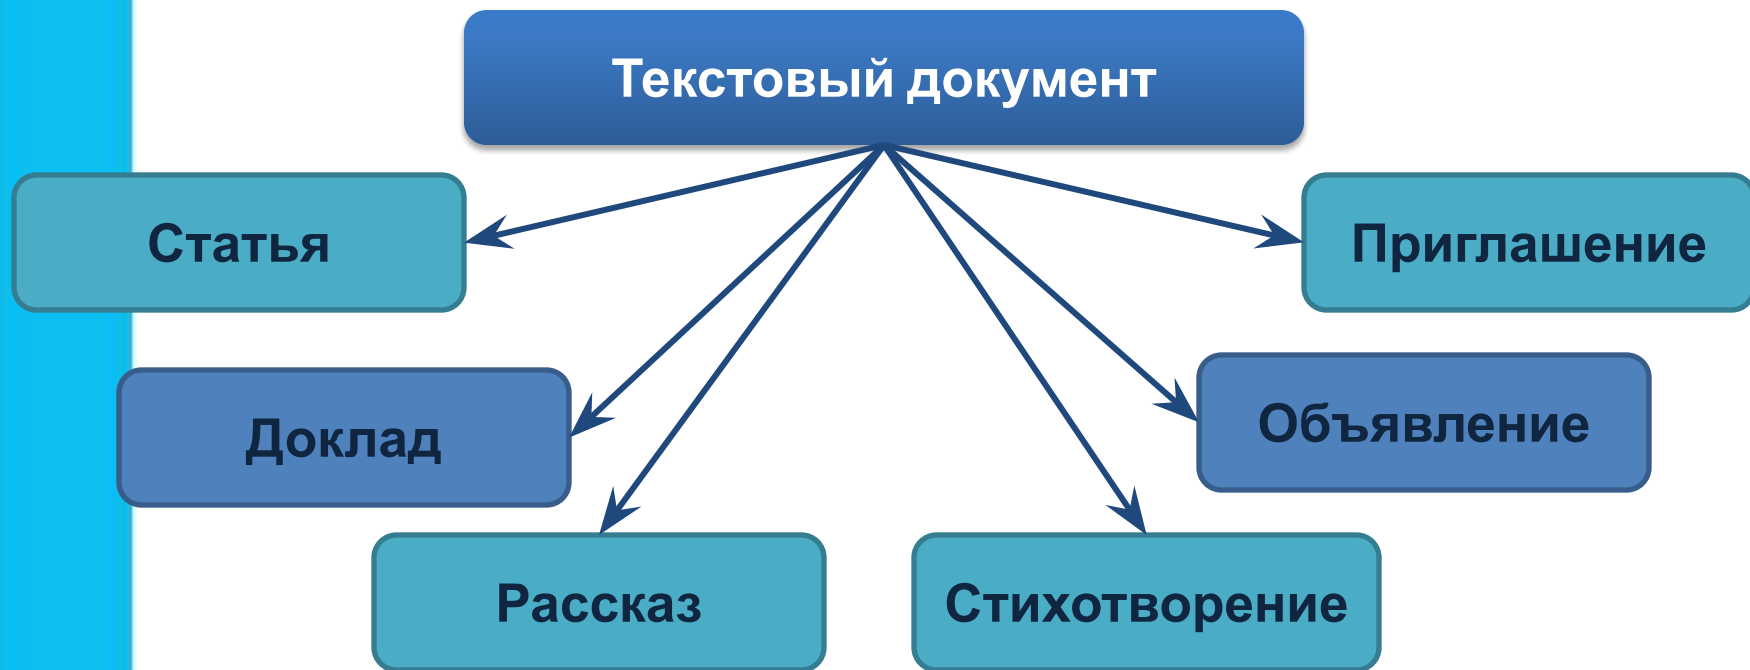 Текстовый документ
Статья
Приглашение
Доклад
Объявление
Рассказ
Стихотворение